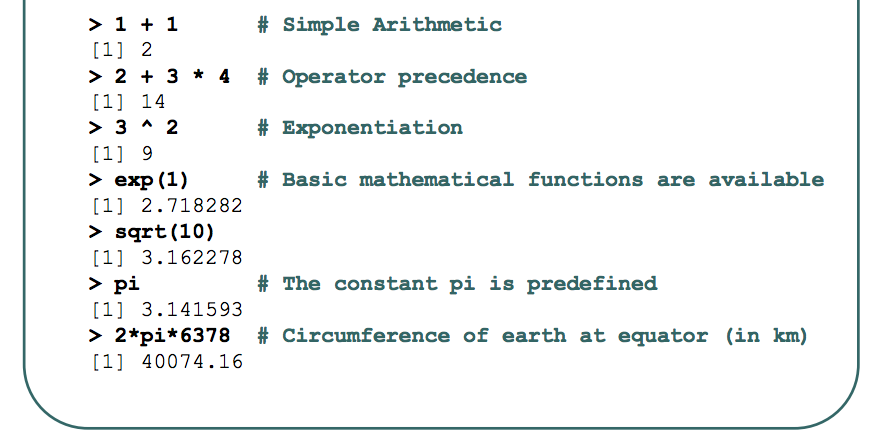 > 1 + 1 # Simple Arithmetic
[1] 2
> 2 + 3 * 4 # Operator precedence
[1] 14
> 3 ^ 2 # Exponentiation
[1] 9
> exp(1) # Basic mathematical functions are available
[1] 2.718282
> sqrt(10)
[1] 3.162278
> pi # The constant pi is predefined
[1] 3.141593
> 2*pi*6378 # Circumference of earth at equator (in km)
[1] 40074.16